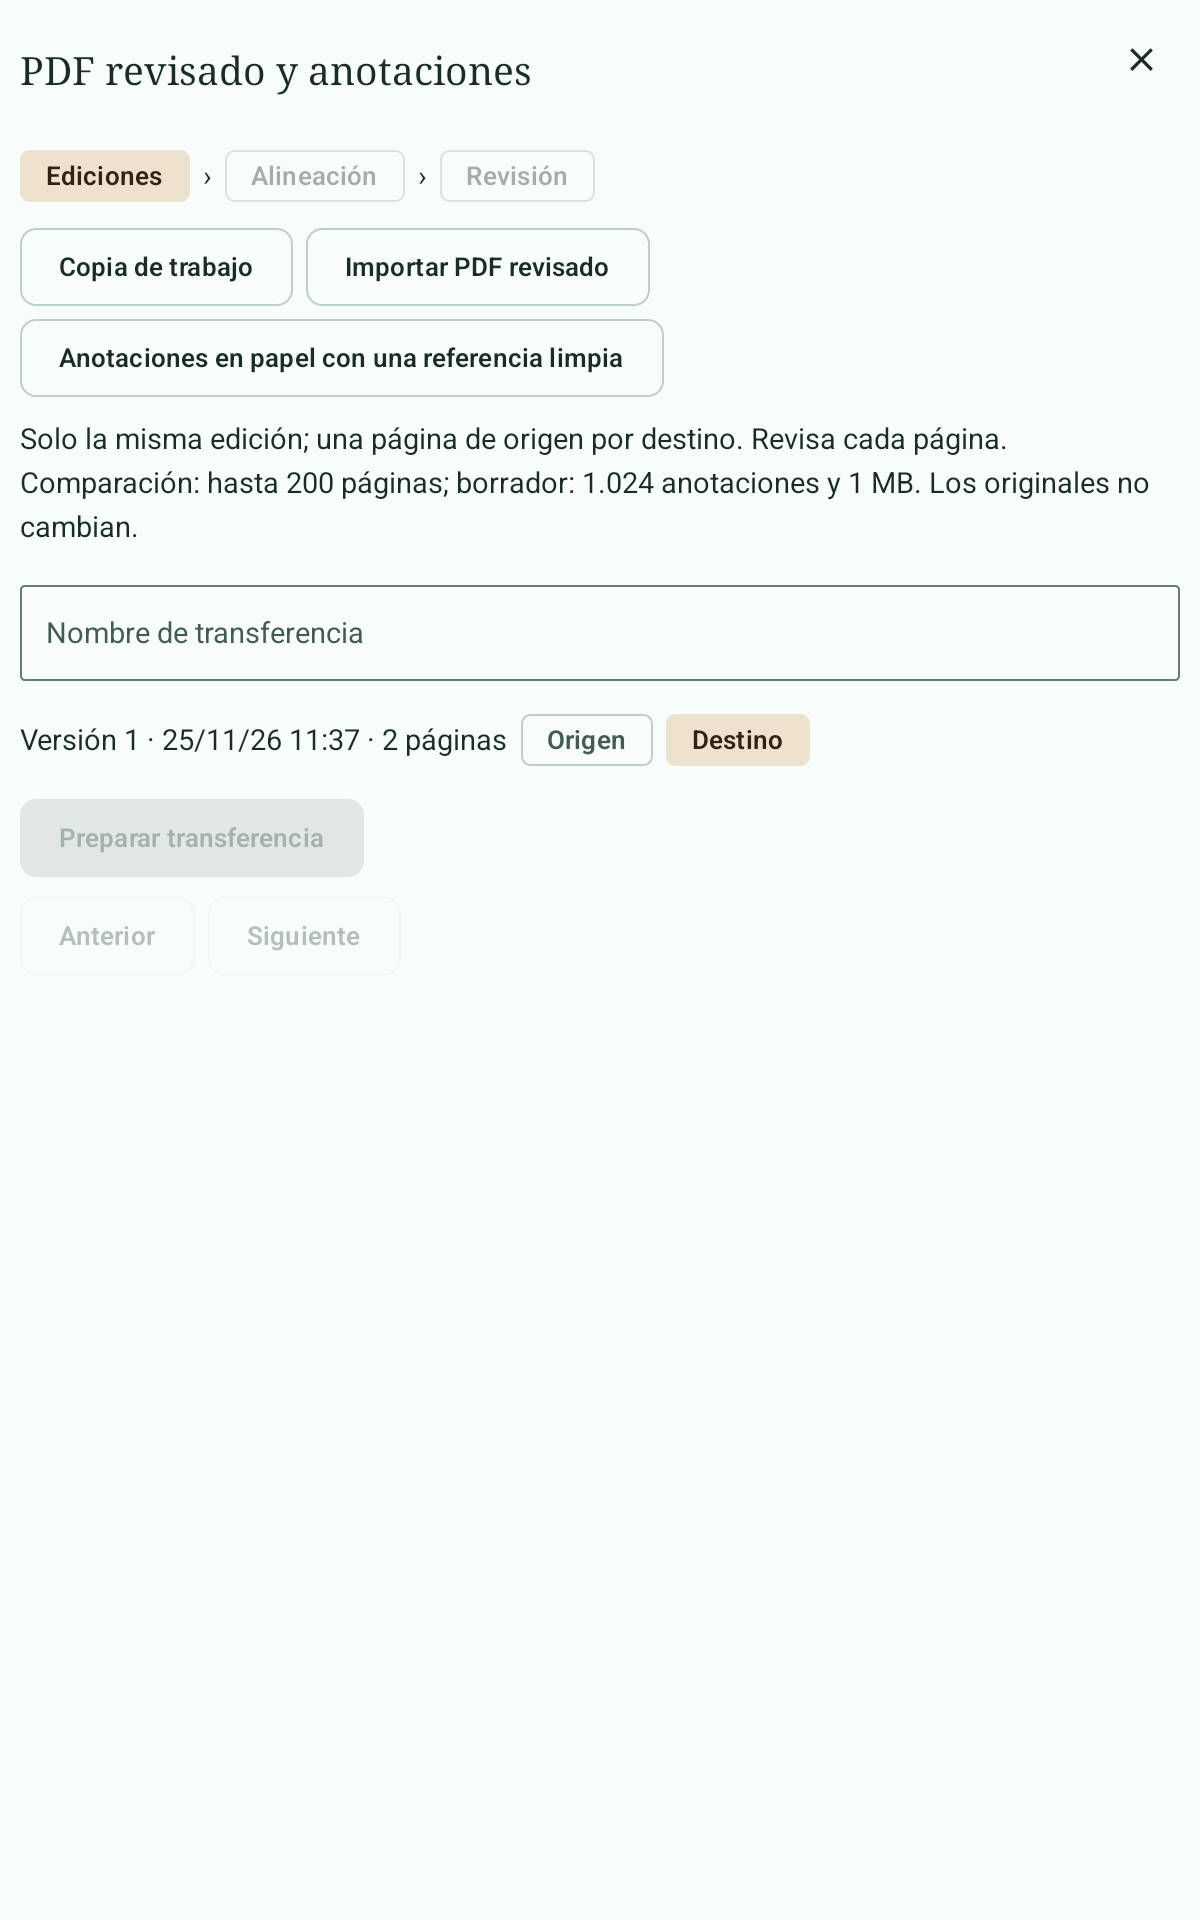 PDF revisado y anotaciones
Ediciones › Alineación › Revisión
Copia de trabajo Importar PDF revisado
Anotaciones en papel con una referencia limpia
Solo la misma edición; una página de origen por destino. Revisa cada página.
Comparación: hasta 200 páginas; borrador: 1.024 anotaciones y 1 MB. Los originales no
cambian.
Nombre de transferencia
Versión 1 · 25/11/26 11:37 · 2 páginas Origen Destino
Preparar transferencia
Anterior Siguiente